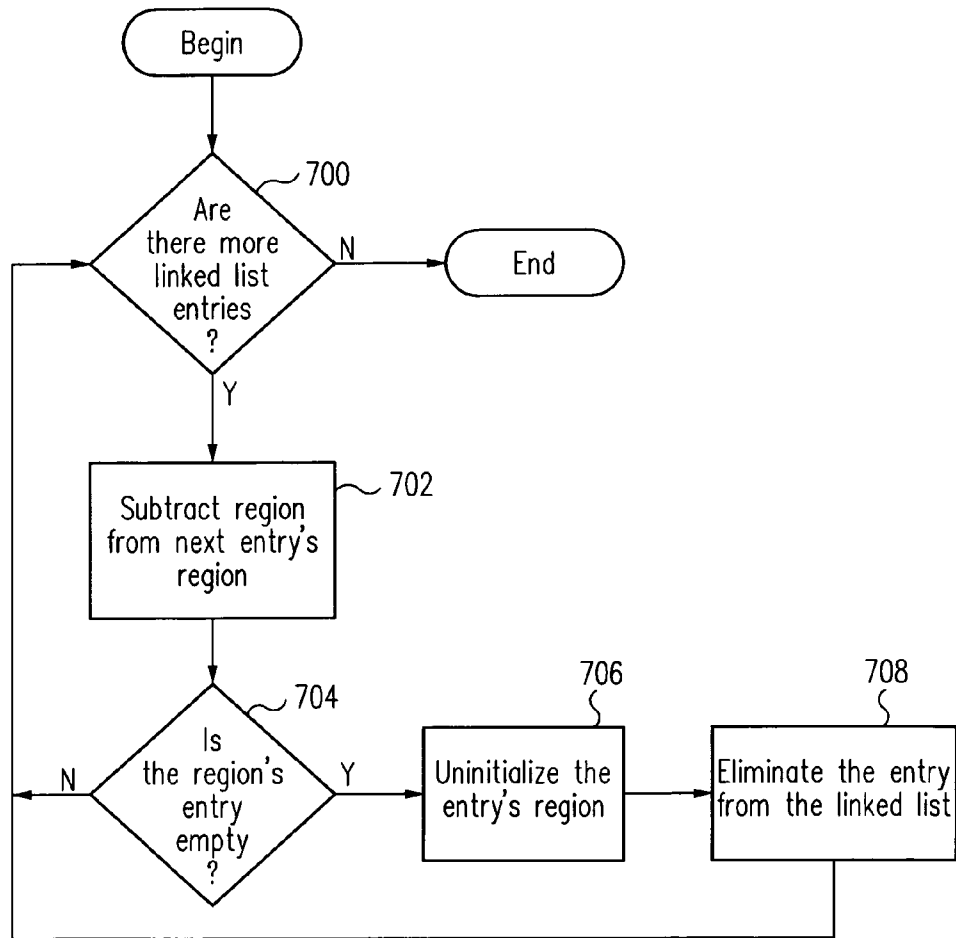 Begin
700
Are
there more
linked list
entries
?
N
End
Y
702
Subtract region
from next entry's
region
704
Is
the region's
entry
empty
?
N
Y
706
Uninitialize the
entry's region
708
Eliminate the entry
from the linked list